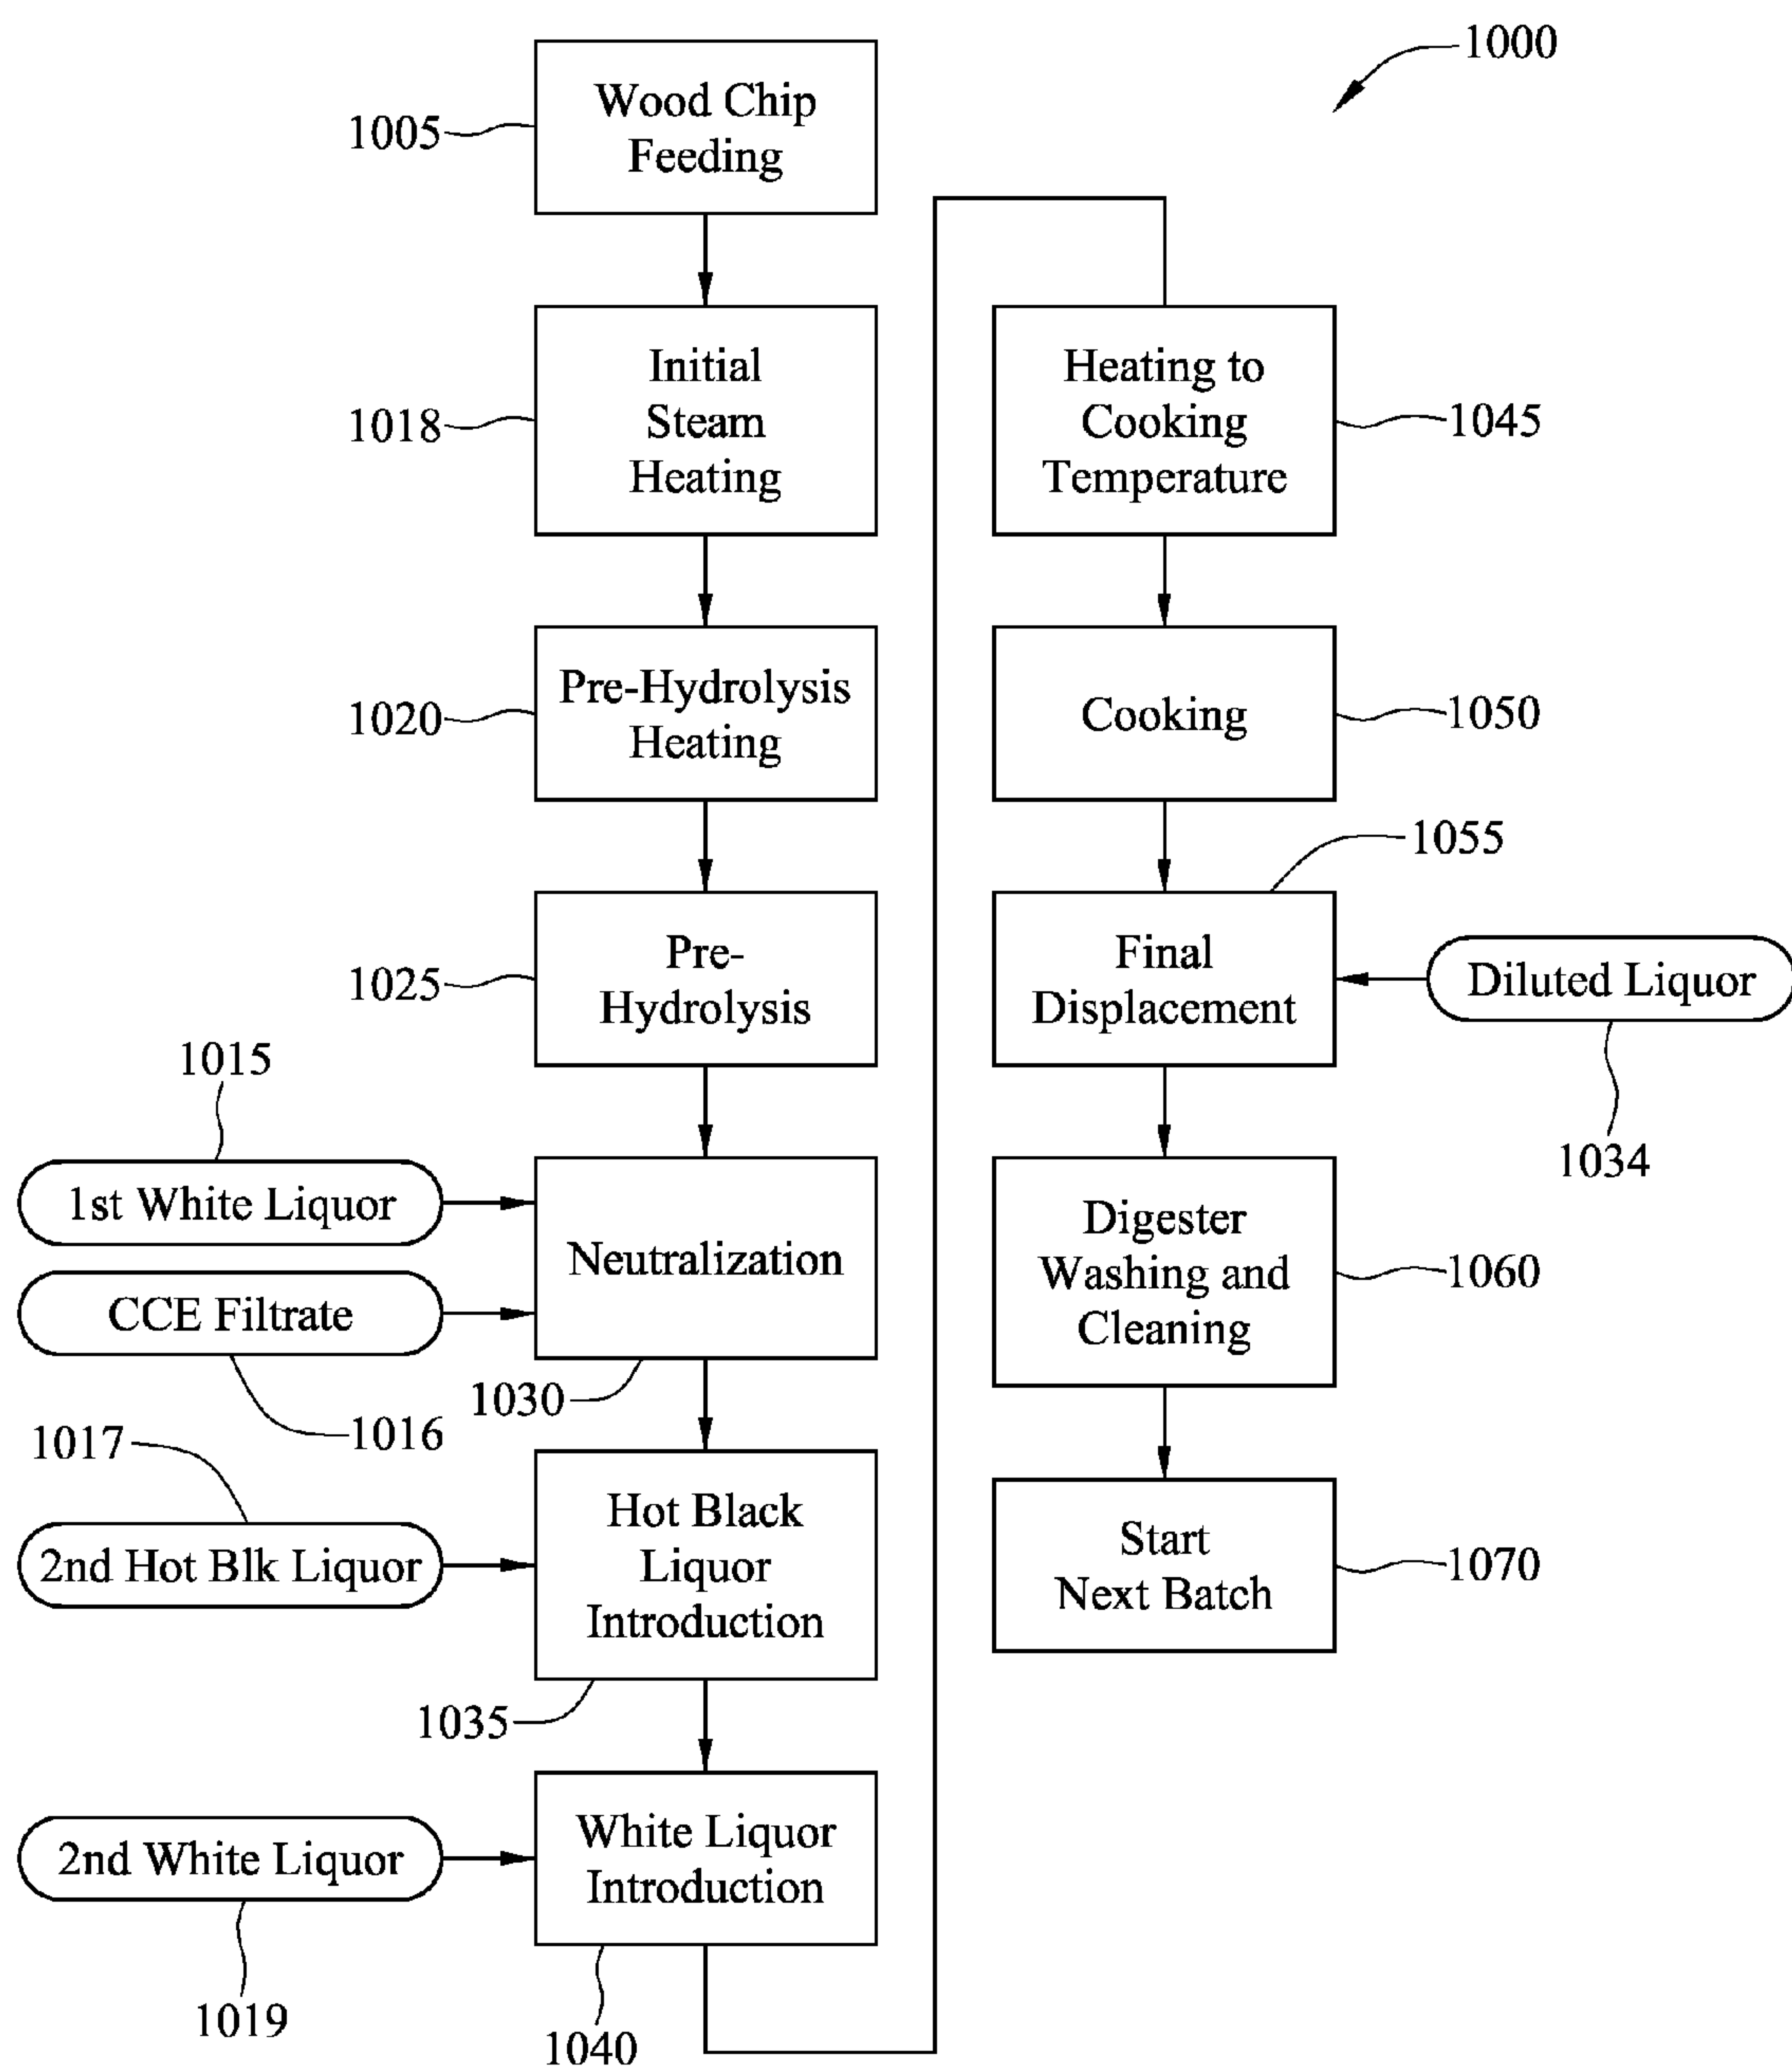 1000
Wood Chip
Feeding
1005
Initial
Steam
Heating
1018
Pre-Hydrolysis
Heating
1020
Pre-
Hydrolysis
1025
1015
1st White Liquor
CCE Filtrate
1016
Neutralization
1030
1017
2nd Hot Blk Liquor
Hot Black
Liquor
Introduction
1035
2nd White Liquor
1019
White Liquor
Introduction
1040
Heating to
Cooking
Temperature
1045
Cooking
1050
1055
Final
Displacement
Diluted Liquor
1034
Digester
Washing and
Cleaning
1060
Start
Next Batch
1070